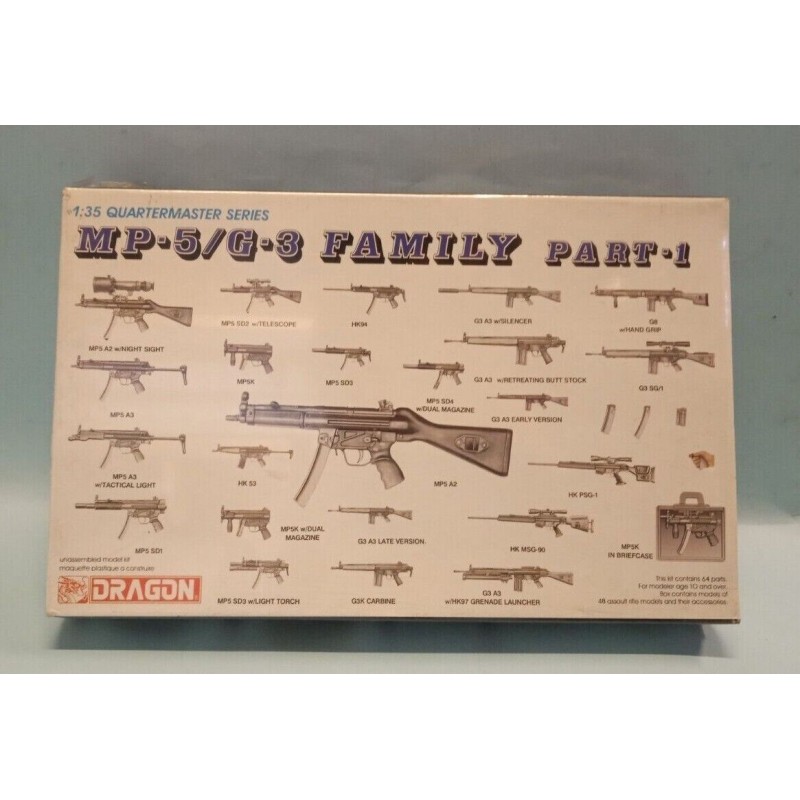 1:35 QUARTERMASTER SERIES
MP-5/G-3 FAMILY PART-1
MP5 A2 w/NIGHT SIGHT
MP5 SD2 w/TELESCOPE
HK94
G3 A3 w/SILENCER
G8
w/HAND GRIP
MP5 A3
MP5K
MP5 SD3
MP5 SD4
w/DUAL MAGAZINE
G3 A3 w/RETREATING BUTT STOCK
G3 SG/1
G3 A3 EARLY VERSION
MP5 A3
w/TACTICAL LIGHT
HK 53
MP5 A2
HK PSG-1
MP5 SD1
MP5K w/DUAL
MAGAZINE
G3 A3 LATE VERSION
HK MSG-90
MP5K
IN BRIEFCASE
unassembled model kit
maquette plastique a construire
DRAGON
MP5 SD3 w/LIGHT TORCH
G3K CARBINE
G3 A3
w/HK97 GRENADE LAUNCHER
This kit contains 64 parts.
For modeler age 10 and over.
Box contains models of
48 assault rifle models and their accessories.